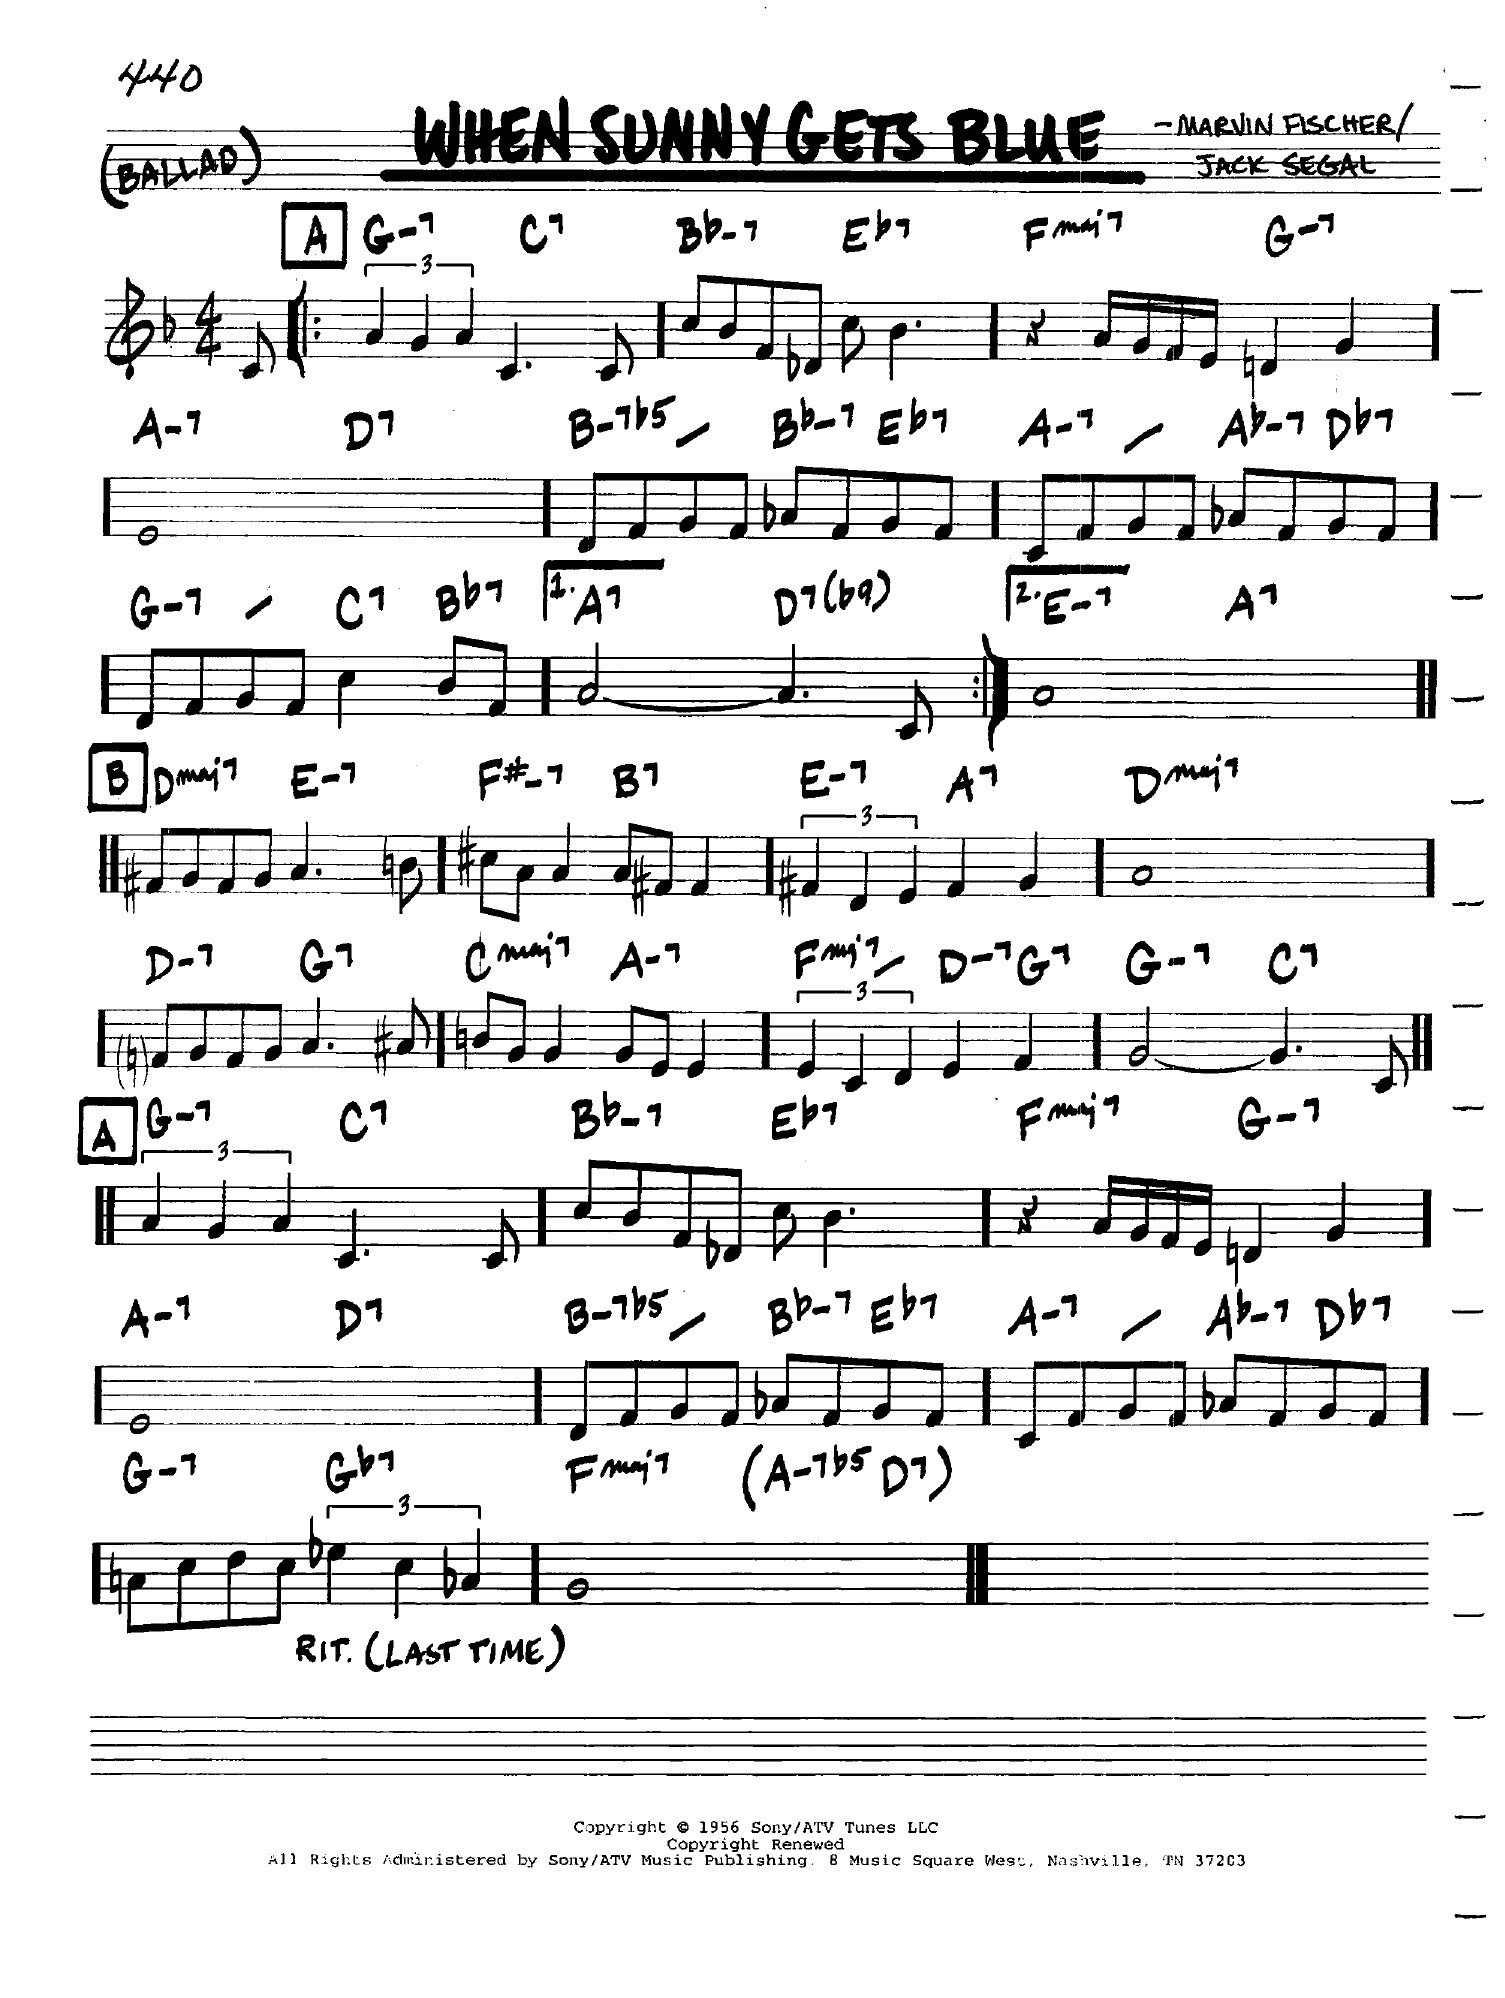 440
WHEN SUNNY GETS BLUE
- MARVIN FISCHER/
JACK SEGAL
(BALLAD)
A G-7 C7 Bb-7 Eb7 Fmaj7 G-7
3
4
4
A-7 D7 B-7b5 / Bb-7 Eb7 A-7 / Ab-7 Db7
G-7 / C7 Bb7 1. A7 D7(b9) 2. E-7 A7
B Dmaj7 E-7 F#-7 B7 E-7 A7 Dmaj7
3
D-7 G7 Cmaj7 A-7 Fmj7 / D-7 G7 G-7 C7
3
A G-7 C7 Bb-7 Eb7 Fmaj7 G-7
3
A-7 D7 B-7b5 / Bb-7 Eb7 A-7 / Ab-7 Db7
G-7 Gb7 Fmaj7 (A-7b5 D7)
3
RIT. (LAST TIME)
Copyright © 1956 Sony/ATV Tunes LLC
Copyright Renewed
All Rights Administered by Sony/ATV Music Publishing, 8 Music Square West, Nashville, TN 37203